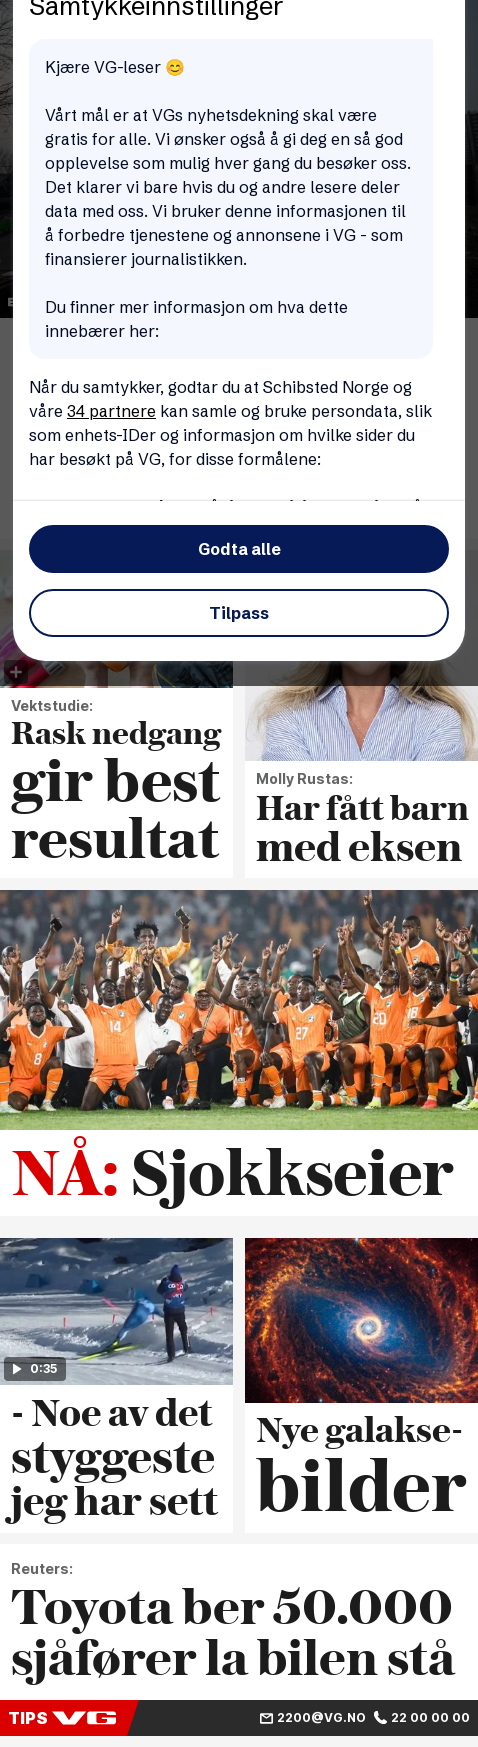 Samtykkeinnstillinger
Kjære VG-leser 😊
Vårt mål er at VGs nyhetsdekning skal være
gratis for alle. Vi ønsker også å gi deg en så god
opplevelse som mulig hver gang du besøker oss.
Det klarer vi bare hvis du og andre lesere deler
data med oss. Vi bruker denne informasjonen til
å forbedre tjenestene og annonsene i VG - som
finansierer journalistikken.
Du finner mer informasjon om hva dette
innebærer her:
Når du samtykker, godtar du at Schibsted Norge og
våre 34 partnere kan samle og bruke persondata, slik
som enhets-IDer og informasjon om hvilke sider du
har besøkt på VG, for disse formålene:
Godta alle
Tilpass
Vektstudie:
Rask nedgang
gir best
resultat
Molly Rustas:
Har fått barn
med eksen
8
14
27
20
18
NÅ: Sjokkseier
0:35
- Noe av det
styggeste
jeg har sett
Nye galakse-
bilder
Reuters:
Toyota ber 50.000
sjåfører la bilen stå
TIPS VG
2200@VG.NO 22 00 00 00